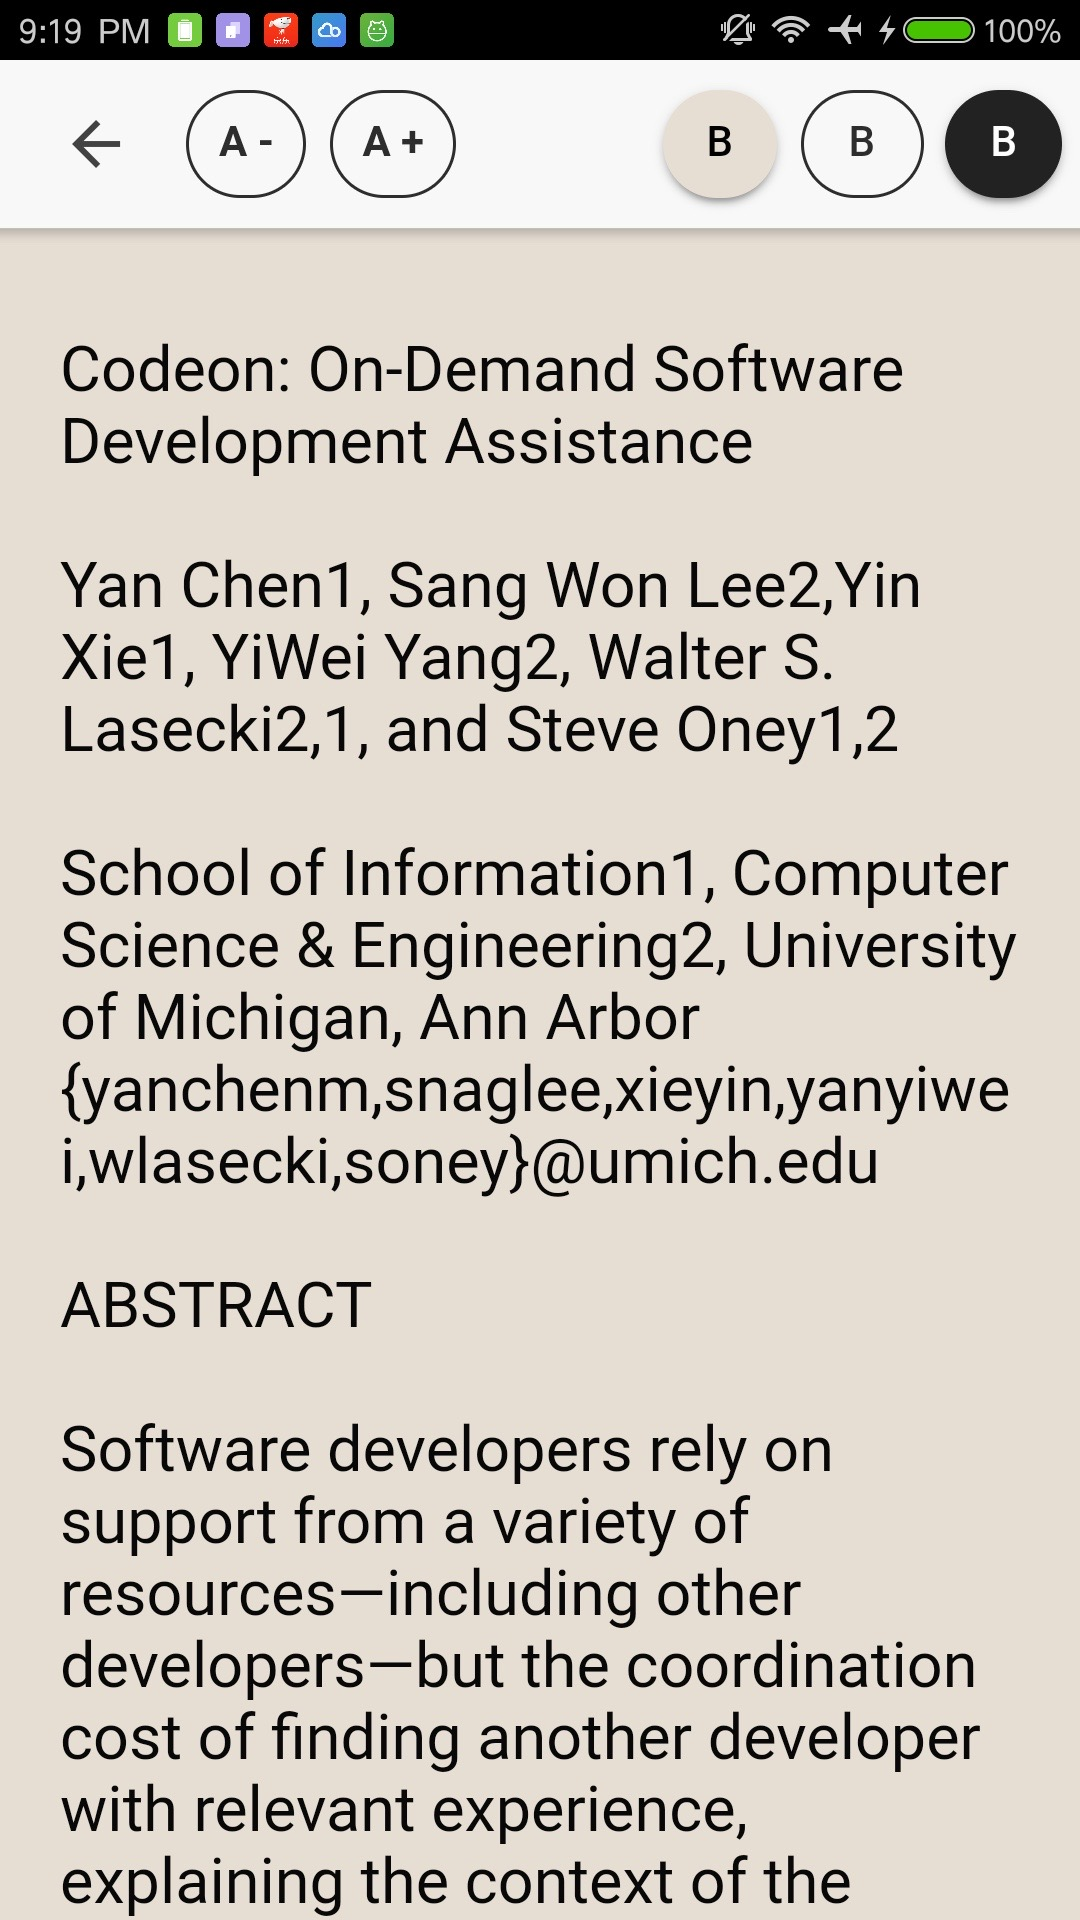 9:19 PM 100%
A - A + B B B
Codeon: On-Demand Software
Development Assistance
Yan Chen1, Sang Won Lee2,Yin
Xie1, YiWei Yang2, Walter S.
Lasecki2,1, and Steve Oney1,2
School of Information1, Computer
Science & Engineering2, University
of Michigan, Ann Arbor
{yanchenm,snaglee,xieyin,yanyiwe
i,wlasecki,soney}@umich.edu
ABSTRACT
Software developers rely on
support from a variety of
resources—including other
developers—but the coordination
cost of finding another developer
with relevant experience,
explaining the context of the